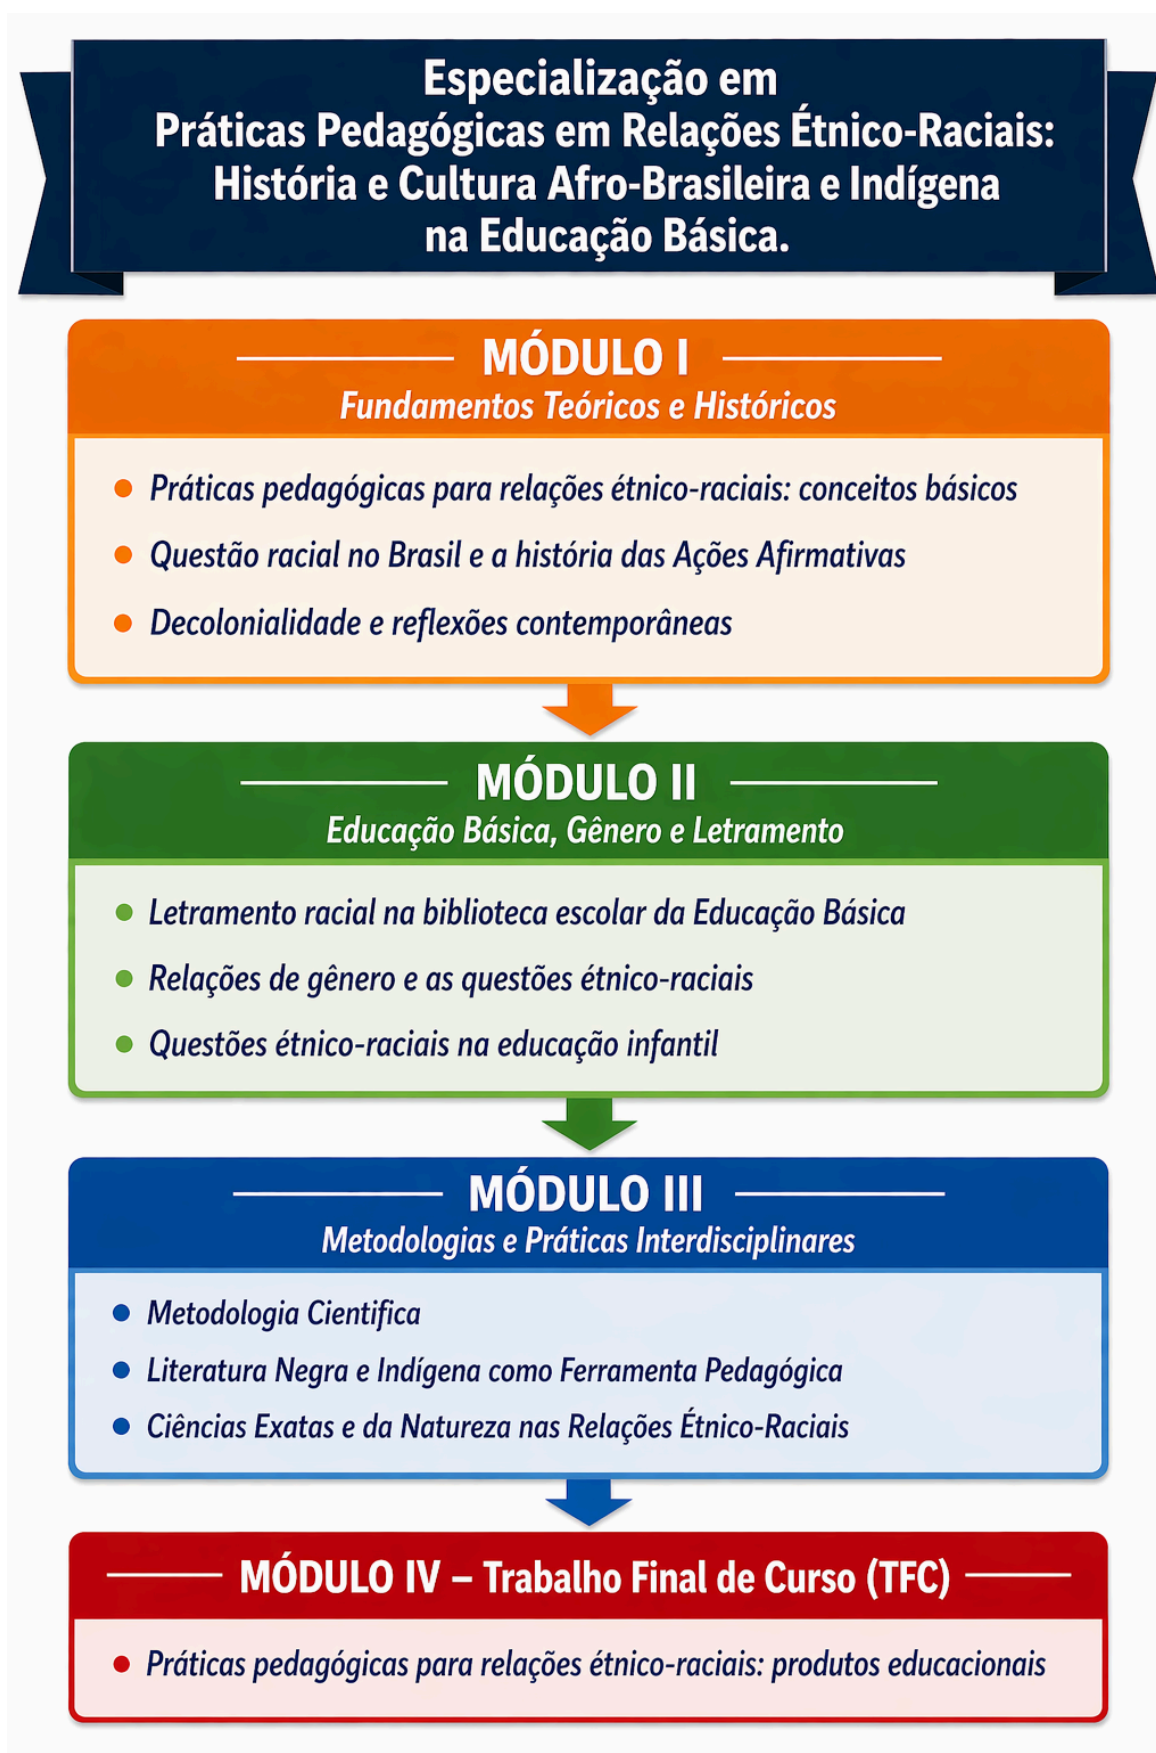 Especialização em
Práticas Pedagógicas em Relações Étnico-Raciais:
História e Cultura Afro-Brasileira e Indígena
na Educação Básica.
MÓDULO I
Fundamentos Teóricos e Históricos
Práticas pedagógicas para relações étnico-raciais: conceitos básicos
Questão racial no Brasil e a história das Ações Afirmativas
Decolonialidade e reflexões contemporâneas
MÓDULO II
Educação Básica, Gênero e Letramento
Letramento racial na biblioteca escolar da Educação Básica
Relações de gênero e as questões étnico-raciais
Questões étnico-raciais na educação infantil
MÓDULO III
Metodologias e Práticas Interdisciplinares
Metodologia Cientifica
Literatura Negra e Indígena como Ferramenta Pedagógica
Ciências Exatas e da Natureza nas Relações Étnico-Raciais
MÓDULO IV – Trabalho Final de Curso (TFC)
Práticas pedagógicas para relações étnico-raciais: produtos educacionais